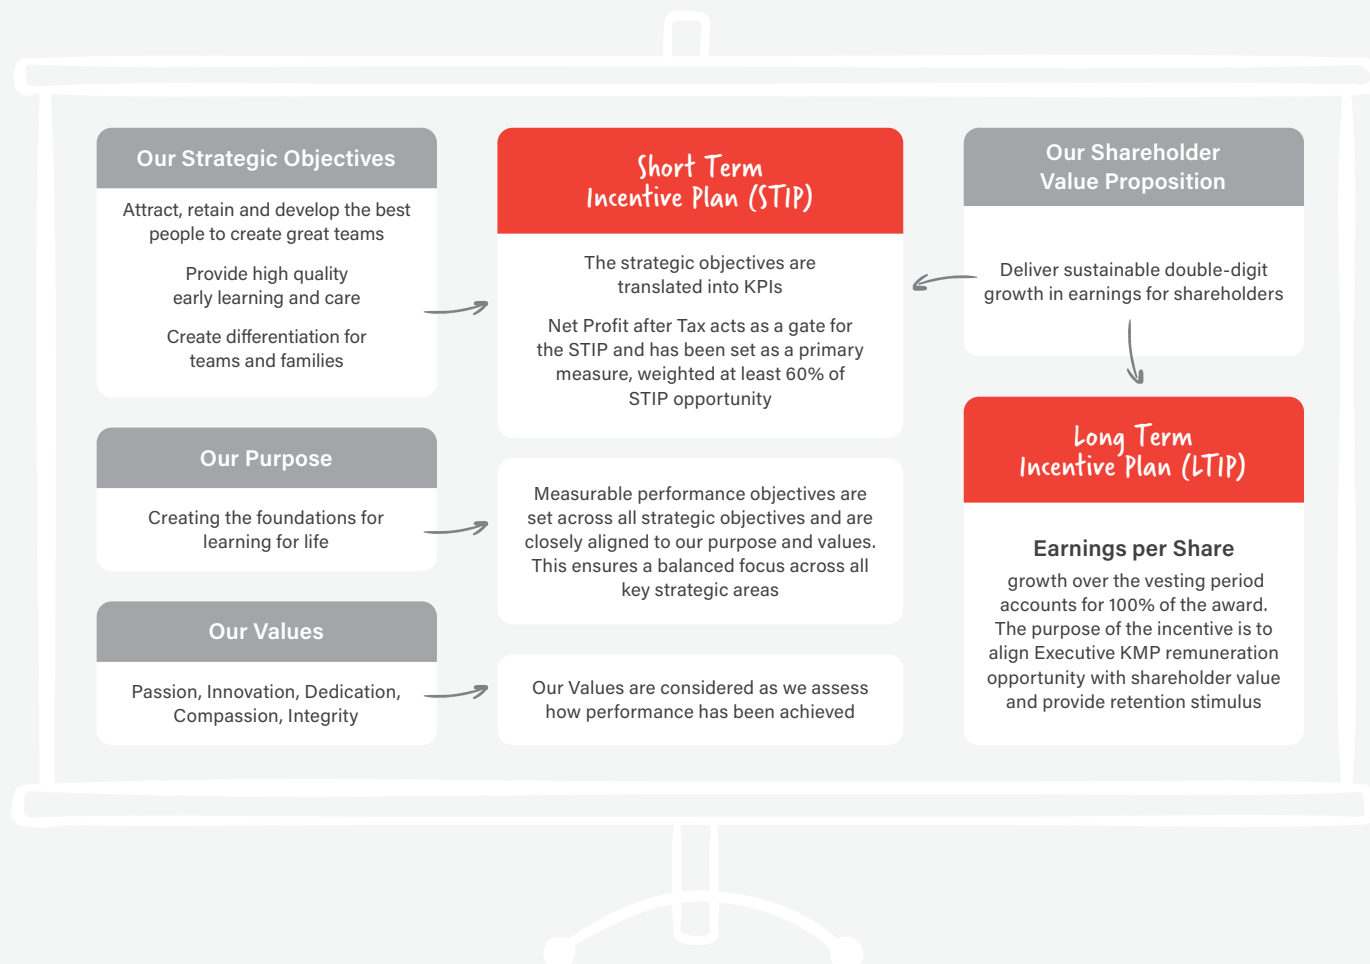 Our Strategic Objectives
Attract, retain and develop the best
people to create great teams
Provide high quality
early learning and care
Create differentiation for
teams and families
Our Purpose
Creating the foundations for
learning for life
Our Values
Passion, Innovation, Dedication,
Compassion, Integrity
Short Term
Incentive Plan (STIP)
The strategic objectives are
translated into KPIs
Net Profit after Tax acts as a gate for
the STIP and has been set as a primary
measure, weighted at least 60% of
STIP opportunity
Measurable performance objectives are
set across all strategic objectives and are
closely aligned to our purpose and values.
This ensures a balanced focus across all
key strategic areas
Our Values are considered as we assess
how performance has been achieved
Our Shareholder
Value Proposition
Deliver sustainable double-digit
growth in earnings for shareholders
Long Term
Incentive Plan (LTIP)
Earnings per Share
growth over the vesting period
accounts for 100% of the award.
The purpose of the incentive is to
align Executive KMP remuneration
opportunity with shareholder value
and provide retention stimulus